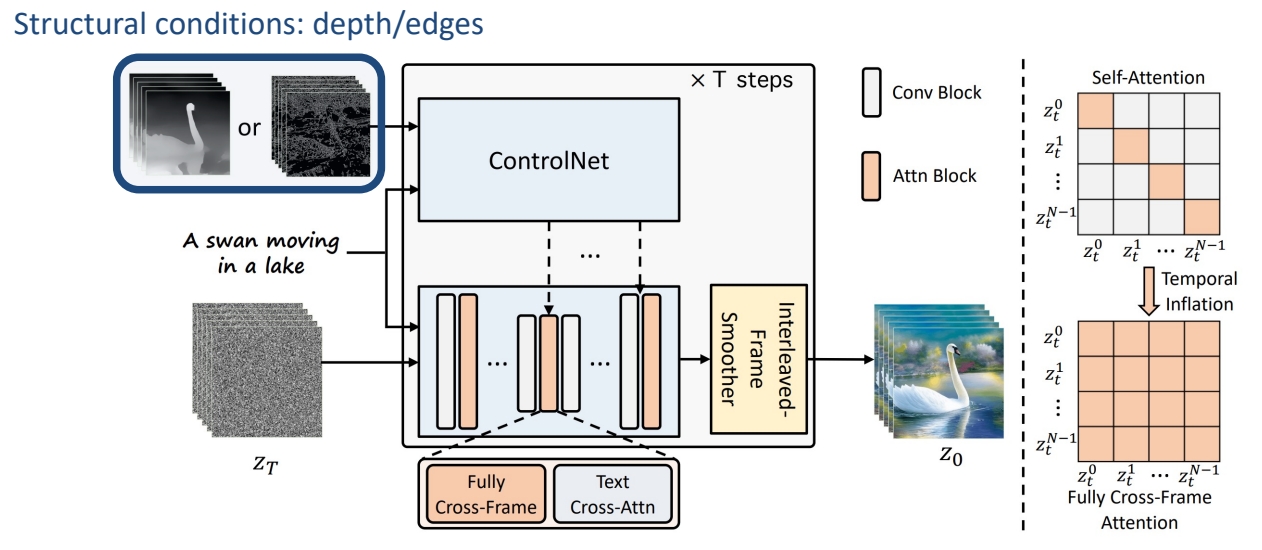 Structural conditions: depth/edges
or
× T steps
ControlNet
Conv Block
Attn Block
A swan moving
in a lake
...
...
...
Interleaved-
Frame
Smoother
z_T
z_0
Fully
Cross-Frame
Text
Cross-Attn
Self-Attention
z_t^0
z_t^1
⋮
z_t^{N-1}
z_t^0 z_t^1 ... z_t^{N-1}
Temporal
Inflation
z_t^0
z_t^1
⋮
z_t^{N-1}
z_t^0 z_t^1 ... z_t^{N-1}
Fully Cross-Frame
Attention